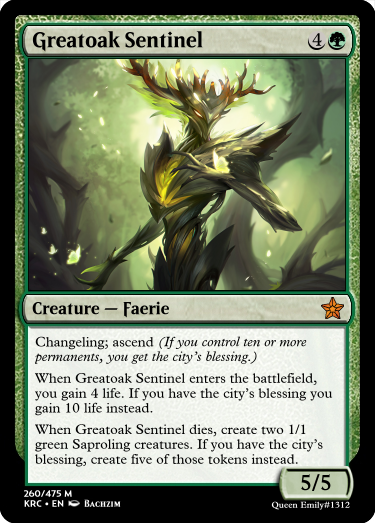 Greatoak Sentinel 4
Creature — Faerie
Changeling; ascend (If you control ten or more
permanents, you get the city's blessing.)
When Greatoak Sentinel enters the battlefield,
you gain 4 life. If you have the city's blessing you
gain 10 life instead.
When Greatoak Sentinel dies, create two 1/1
green Saproling creatures. If you have the city's
blessing, create five of those tokens instead.
5/5
260/475 M
KRC • EN Bachzim
Queen Emily#1312